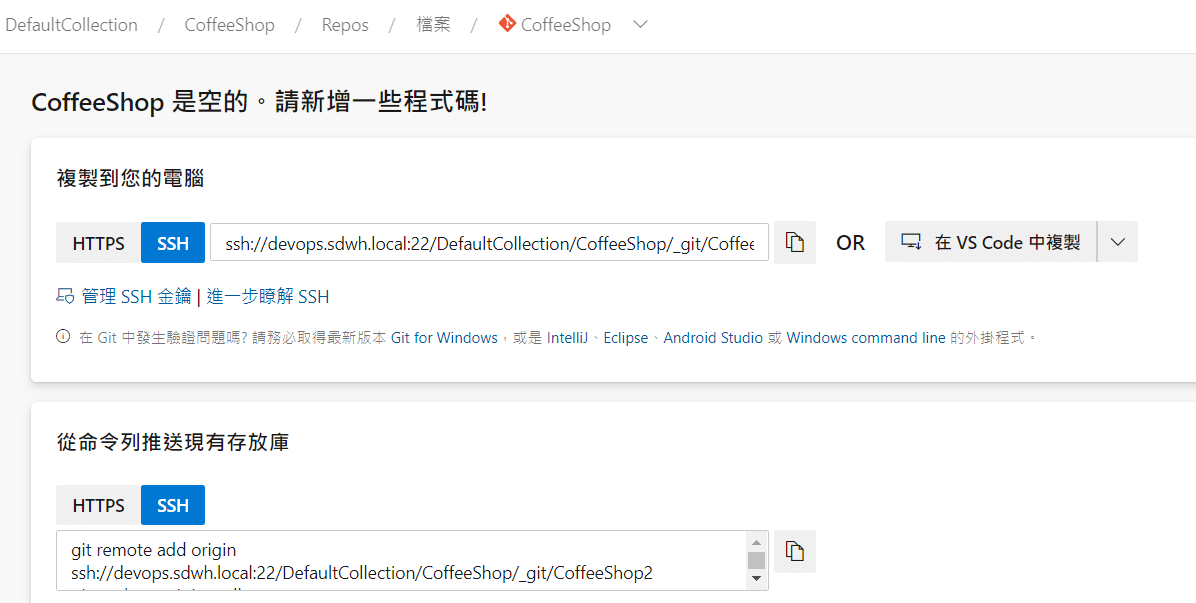 DefaultCollection / CoffeeShop / Repos / 檔案 / CoffeeShop
CoffeeShop 是空的。請新增一些程式碼!
複製到您的電腦
HTTPS SSH ssh://devops.sdwh.local:22/DefaultCollection/CoffeeShop/_git/Coffee OR 在 VS Code 中複製
管理 SSH 金鑰 | 進一步瞭解 SSH
在 Git 中發生驗證問題嗎? 請務必取得最新版本 Git for Windows，或是 IntelliJ、Eclipse、Android Studio 或 Windows command line 的外掛程式。
從命令列推送現有存放庫
HTTPS SSH
git remote add origin
ssh://devops.sdwh.local:22/DefaultCollection/CoffeeShop/_git/CoffeeShop2